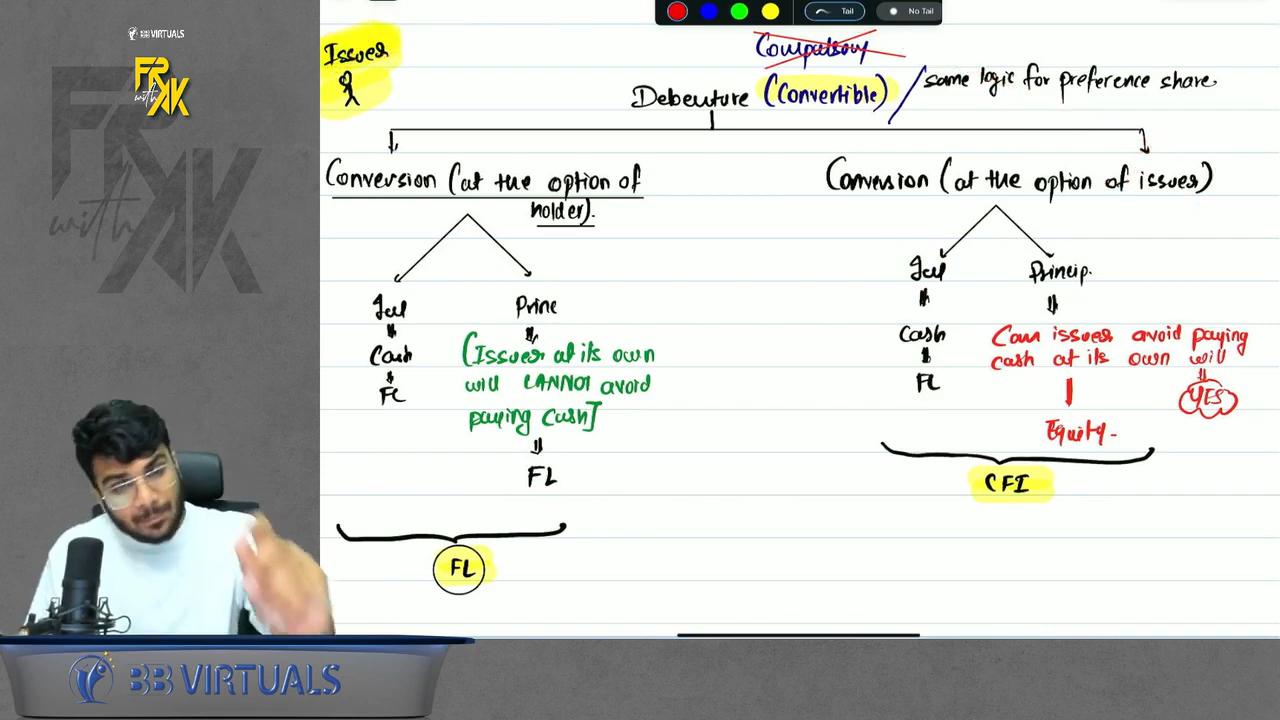 BB VIRTUALS
FR
with
AK
FR
with
AK
Tail
No Tail
Issuer
Compulsory
Debenture (Convertible)
same logic for preference share
Conversion (at the option of
holder).
Int
Cash
FL
Princ
(Issuer at its own
will CANNOT avoid
paying cash]
FL
FL
Conversion (at the option of issuer)
Int
Cash
FL
Princip.
Can issuer avoid paying
cash at its own will
YES
Equity.
CFI
BB VIRTUALS